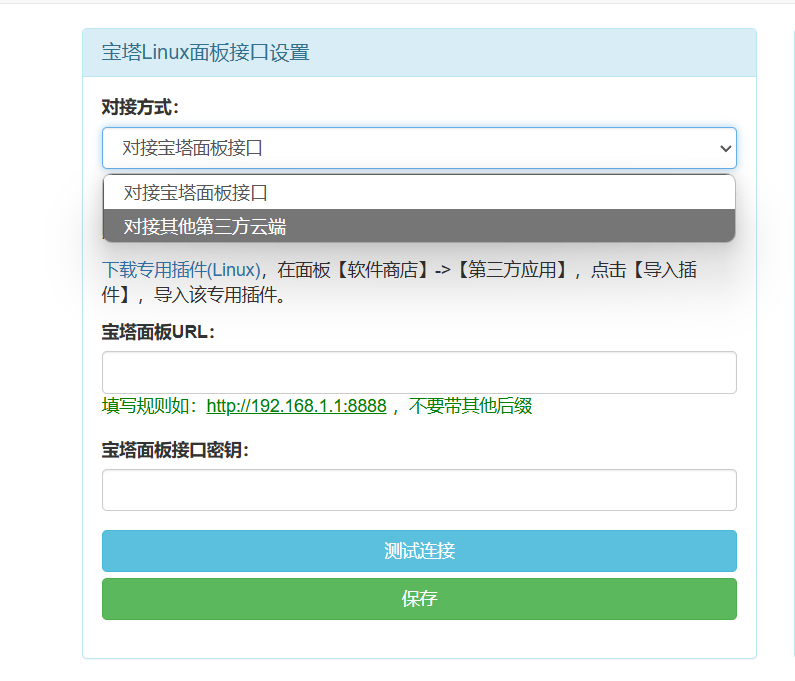 宝塔Linux面板接口设置
对接方式：
对接宝塔面板接口
对接宝塔面板接口
对接其他第三方云端
下载专用插件(Linux)，在面板【软件商店】->【第三方应用】，点击【导入插
件】，导入该专用插件。
宝塔面板URL：
填写规则如：http://192.168.1.1:8888 ，不要带其他后缀
宝塔面板接口密钥：
测试连接
保存